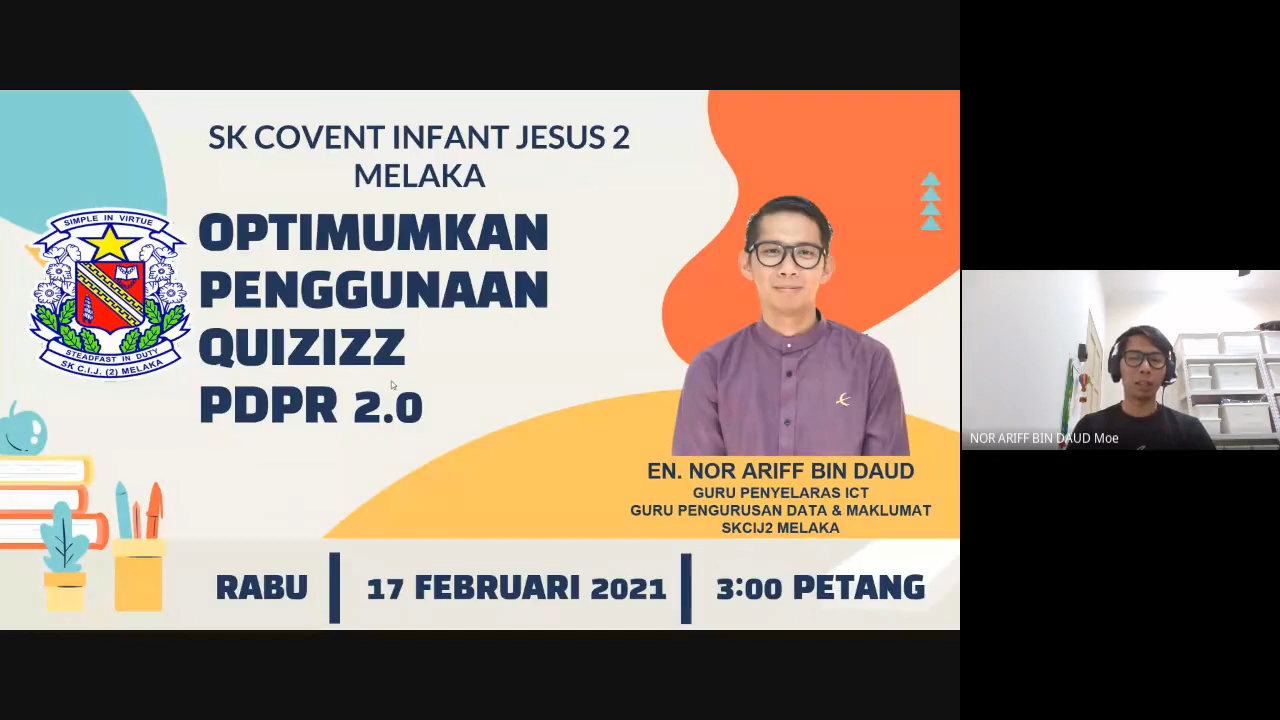 SK COVENT INFANT JESUS 2
MELAKA
SIMPLE IN VIRTUE
STEADFAST IN DUTY
SK C.I.J. (2) MELAKA
OPTIMUMKAN
PENGGUNAAN
QUIZIZZ
PDPR 2.0
EN. NOR ARIFF BIN DAUD
GURU PENYELARAS ICT
GURU PENGURUSAN DATA & MAKLUMAT
SKCIJ2 MELAKA
RABU
17 FEBRUARI 2021
3:00 PETANG
NOR ARIFF BIN DAUD Moe